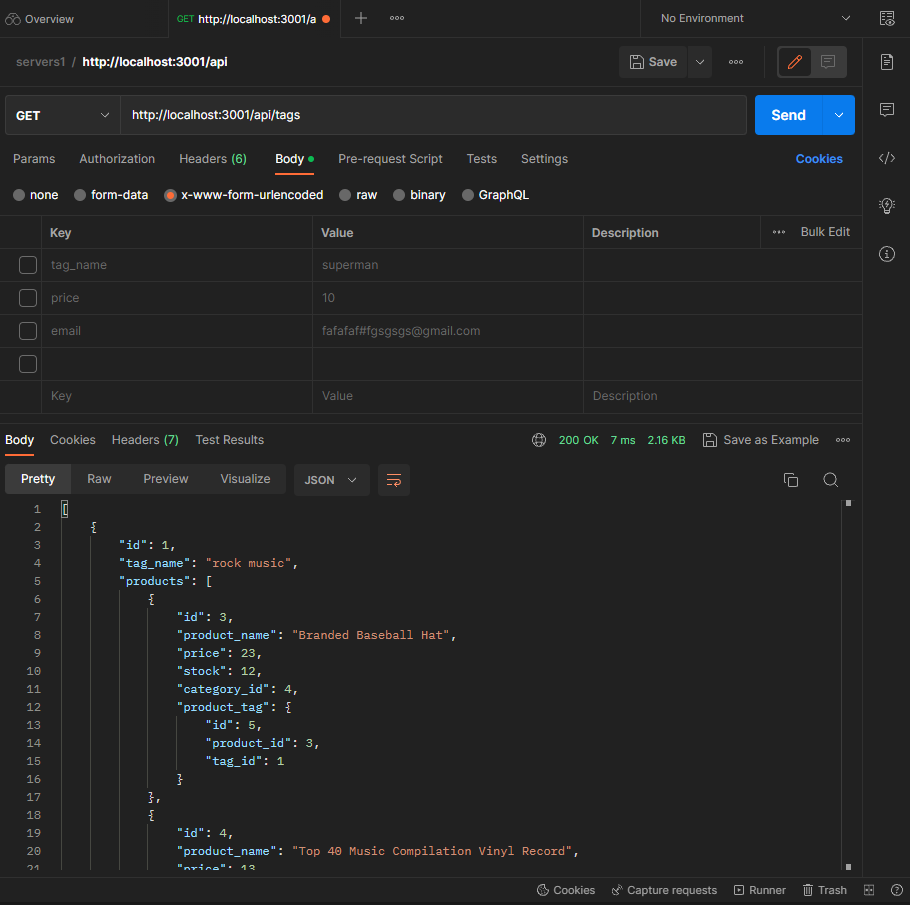 Overview GET http://localhost:3001/a No Environment
servers1 / http://localhost:3001/api Save
GET http://localhost:3001/api/tags Send
Params Authorization Headers (6) Body Pre-request Script Tests Settings Cookies
none form-data x-www-form-urlencoded raw binary GraphQL
Key Value Description Bulk Edit
tag_name superman
price 10
email fafafaf#fgsgsgs@gmail.com
Key Value Description
Body Cookies Headers (7) Test Results 200 OK 7 ms 2.16 KB Save as Example
Pretty Raw Preview Visualize JSON
1 [
2 {
3 "id": 1,
4 "tag_name": "rock music",
5 "products": [
6 {
7 "id": 3,
8 "product_name": "Branded Baseball Hat",
9 "price": 23,
10 "stock": 12,
11 "category_id": 4,
12 "product_tag": {
13 "id": 5,
14 "product_id": 3,
15 "tag_id": 1
16 }
17 },
18 {
19 "id": 4,
20 "product_name": "Top 40 Music Compilation Vinyl Record",
21 "price": 13
Cookies Capture requests Runner Trash